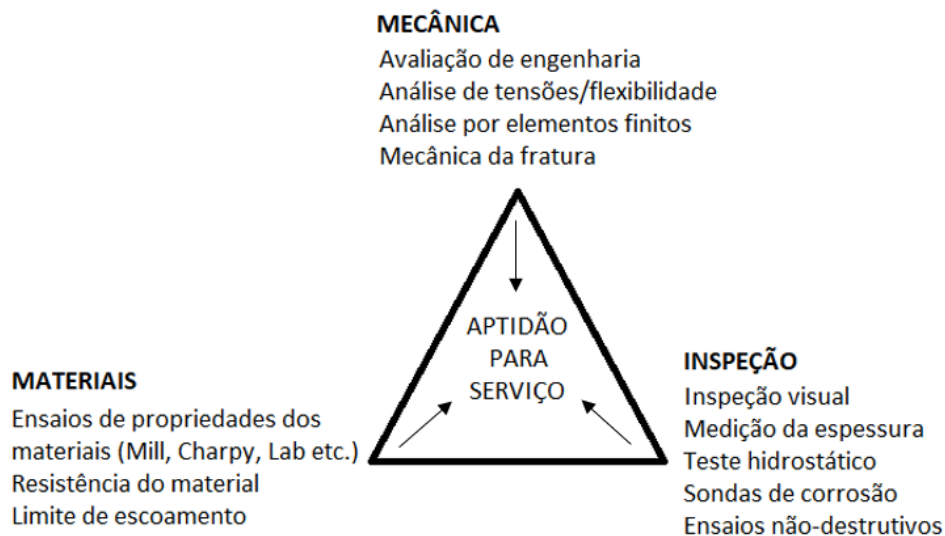 MECÂNICA
Avaliação de engenharia
Análise de tensões/flexibilidade
Análise por elementos finitos
Mecânica da fratura
APTIDÃO
PARA
SERVIÇO
MATERIAIS
Ensaios de propriedades dos
materiais (Mill, Charpy, Lab etc.)
Resistência do material
Limite de escoamento
INSPEÇÃO
Inspeção visual
Medição da espessura
Teste hidrostático
Sondas de corrosão
Ensaios não-destrutivos